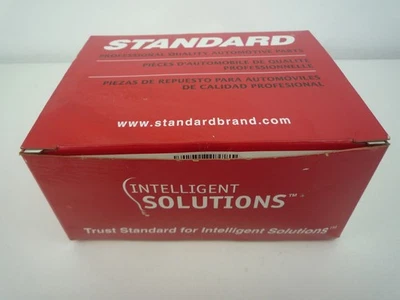 STANDARD
PROFESSIONAL QUALITY AUTOMOTIVE PARTS
PIÈCES D'AUTOMOBILE DE QUALITÉ
PROFESSIONNELLE
PIEZAS DE REPUESTO PARA AUTOMÓVILES
DE CALIDAD PROFESIONAL
www.standardbrand.com
INTELLIGENT
SOLUTIONS™
Trust Standard for Intelligent Solutions™